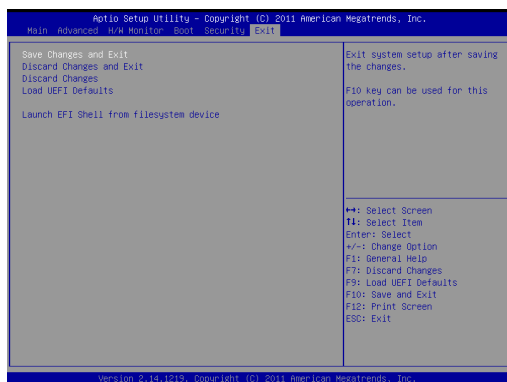 Aptio Setup Utility – Copyright (C) 2011 American Megatrends, Inc.
Main Advanced H/W Monitor Boot Security Exit
Save Changes and Exit
Discard Changes and Exit
Discard Changes
Load UEFI Defaults
Launch EFI Shell from filesystem device
Exit system setup after saving
the changes.
F10 key can be used for this
operation.
↔: Select Screen
↑↓: Select Item
Enter: Select
+/-: Change Option
F1: General Help
F7: Discard Changes
F9: Load UEFI Defaults
F10: Save and Exit
F12: Print Screen
ESC: Exit
Version 2.14.1219. Copyright (C) 2011 American Megatrends, Inc.